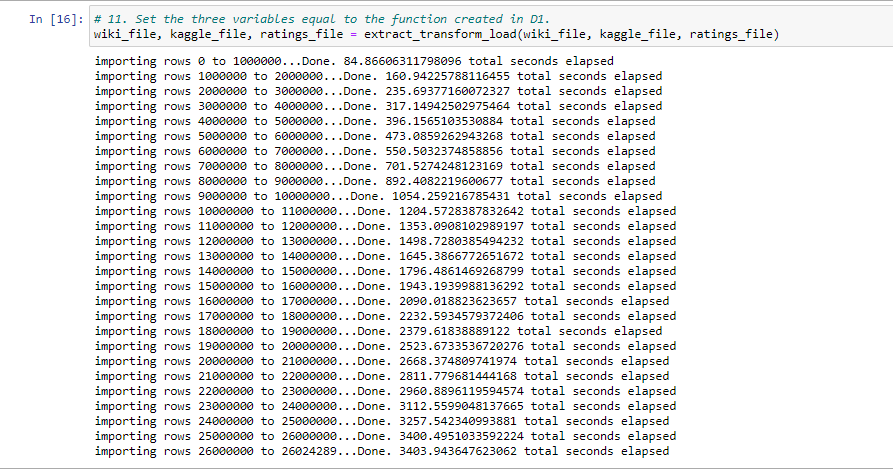 In [16]: # 11. Set the three variables equal to the function created in D1.
wiki_file, kaggle_file, ratings_file = extract_transform_load(wiki_file, kaggle_file, ratings_file)
importing rows 0 to 1000000...Done. 84.86606311798096 total seconds elapsed
importing rows 1000000 to 2000000...Done. 160.94225788116455 total seconds elapsed
importing rows 2000000 to 3000000...Done. 235.69377160072327 total seconds elapsed
importing rows 3000000 to 4000000...Done. 317.14942502975464 total seconds elapsed
importing rows 4000000 to 5000000...Done. 396.1565103530884 total seconds elapsed
importing rows 5000000 to 6000000...Done. 473.0859262943268 total seconds elapsed
importing rows 6000000 to 7000000...Done. 550.5032374858856 total seconds elapsed
importing rows 7000000 to 8000000...Done. 701.5274248123169 total seconds elapsed
importing rows 8000000 to 9000000...Done. 892.4082219600677 total seconds elapsed
importing rows 9000000 to 10000000...Done. 1054.259216785431 total seconds elapsed
importing rows 10000000 to 11000000...Done. 1204.5728387832642 total seconds elapsed
importing rows 11000000 to 12000000...Done. 1353.0908102989197 total seconds elapsed
importing rows 12000000 to 13000000...Done. 1498.7280385494232 total seconds elapsed
importing rows 13000000 to 14000000...Done. 1645.3866772651672 total seconds elapsed
importing rows 14000000 to 15000000...Done. 1796.4861469268799 total seconds elapsed
importing rows 15000000 to 16000000...Done. 1943.1939988136292 total seconds elapsed
importing rows 16000000 to 17000000...Done. 2090.018823623657 total seconds elapsed
importing rows 17000000 to 18000000...Done. 2232.5934579372406 total seconds elapsed
importing rows 18000000 to 19000000...Done. 2379.61838889122 total seconds elapsed
importing rows 19000000 to 20000000...Done. 2523.6733536720276 total seconds elapsed
importing rows 20000000 to 21000000...Done. 2668.374809741974 total seconds elapsed
importing rows 21000000 to 22000000...Done. 2811.779681444168 total seconds elapsed
importing rows 22000000 to 23000000...Done. 2960.8896119594574 total seconds elapsed
importing rows 23000000 to 24000000...Done. 3112.5599048137665 total seconds elapsed
importing rows 24000000 to 25000000...Done. 3257.542340993881 total seconds elapsed
importing rows 25000000 to 26000000...Done. 3400.4951033592224 total seconds elapsed
importing rows 26000000 to 26024289...Done. 3403.943647623062 total seconds elapsed